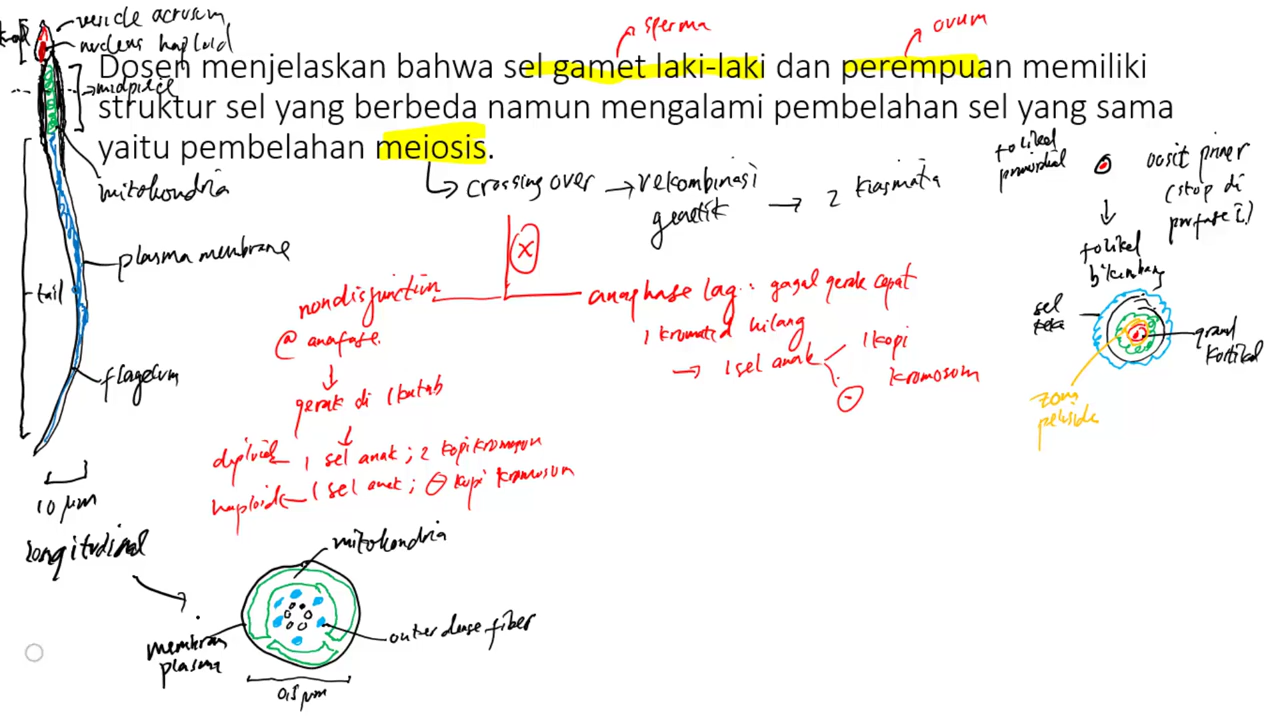 vesicle acrosom
nucleus haploid
sperma
ovum
Dosen menjelaskan bahwa sel gamet laki-laki dan perempuan memiliki
struktur sel yang berbeda namun mengalami pembelahan sel yang sama
yaitu pembelahan meiosis.
midpiece
mitokondria
plasma membrane
tail
flagelum
10 µm
longitudinal
crossing over → rekombinasi
genetik → 2 kiasmata
X
nondisjunction
@ anafase.
↓
gerak di 1 kutub
↓
diploid 1 sel anak ; 2 kopi kromosom
haploid 1 sel anak ; kopi kromosom
anaphase lag : gagal gerak cepat
1 kromatid hilang
→ 1 sel anak
1 kopi
kromosom
-
folikel
primordial
oosit primer
(stop di
profase I)
↓
folikel
sel
granul
kortikal
zona
pelusida
mitokondria
outer dense fiber
membran
plasma